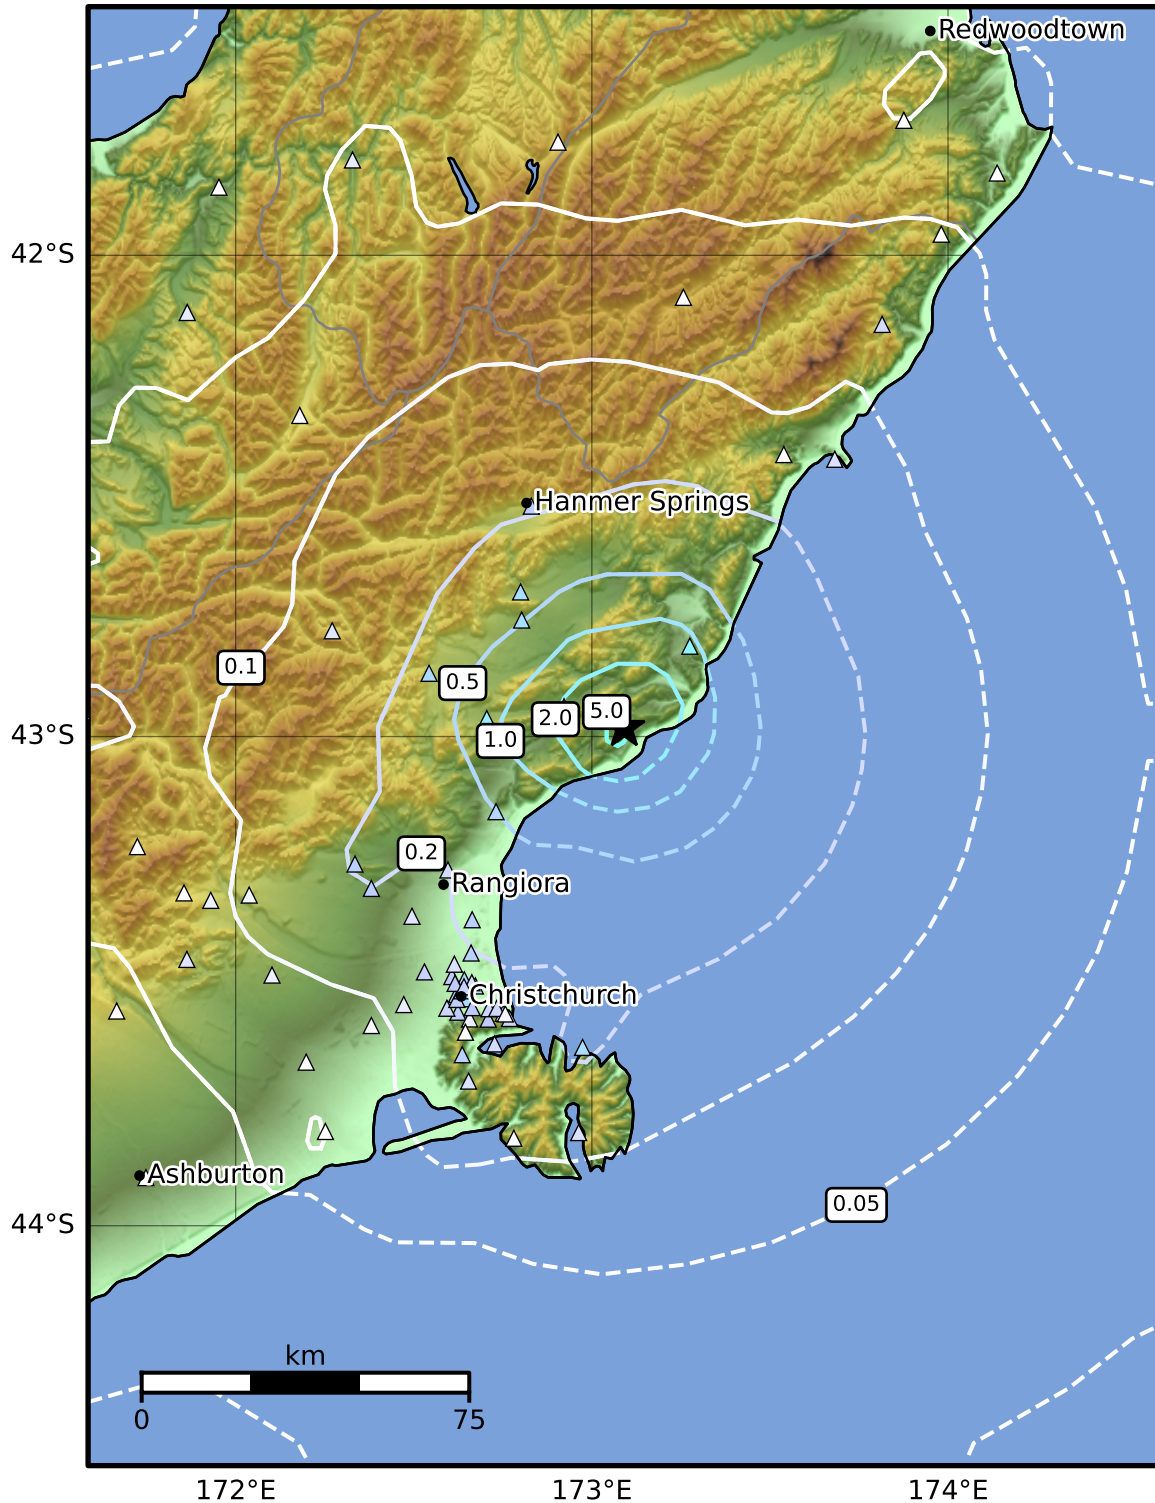 Redwoodtown
42°S
Hanmer Springs
0.1
0.5
5.0
2.0
1.0
43°S
0.2
Rangiora
Christchurch
Ashburton
0.05
44°S
km
0
75
172°E
173°E
174°E